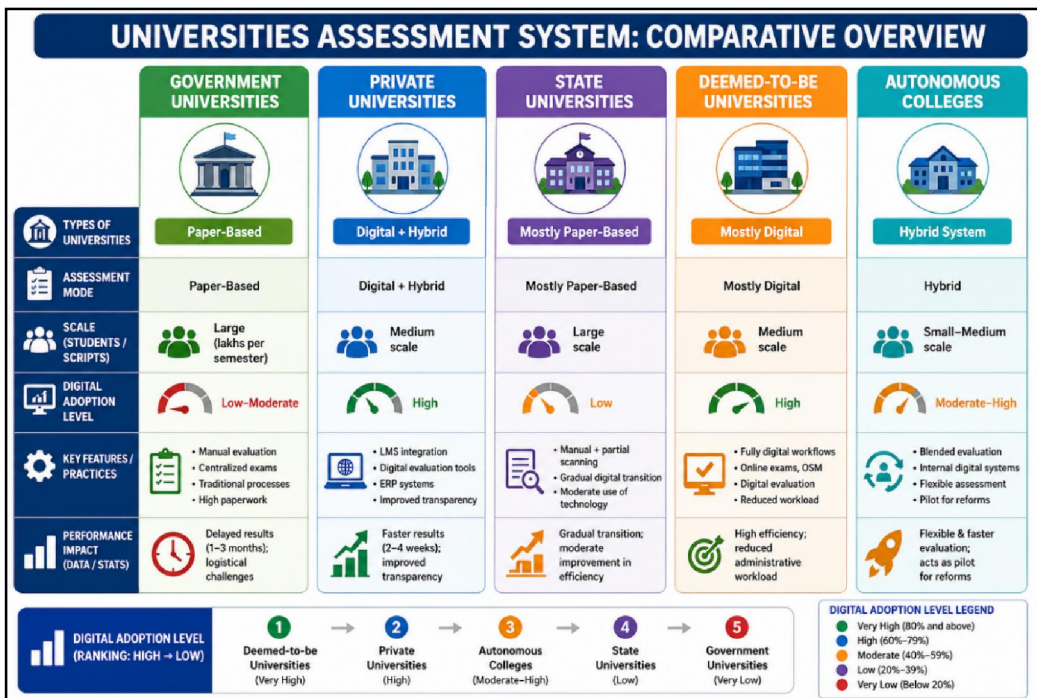 UNIVERSITIES ASSESSMENT SYSTEM: COMPARATIVE OVERVIEW
GOVERNMENT
UNIVERSITIES
PRIVATE
UNIVERSITIES
STATE
UNIVERSITIES
DEEMED-TO-BE
UNIVERSITIES
AUTONOMOUS
COLLEGES
TYPES OF
UNIVERSITIES
Paper-Based
Digital + Hybrid
Mostly Paper-Based
Mostly Digital
Hybrid System
ASSESSMENT
MODE
Paper-Based
Digital + Hybrid
Mostly Paper-Based
Mostly Digital
Hybrid
SCALE
(STUDENTS /
SCRIPTS)
Large
(lakhs per
semester)
Medium
scale
Large
scale
Medium
scale
Small–Medium
scale
DIGITAL
ADOPTION
LEVEL
Low–Moderate
High
Low
High
Moderate–High
KEY FEATURES /
PRACTICES
• Manual evaluation
• Centralized exams
• Traditional processes
• High paperwork
• LMS integration
• Digital evaluation tools
• ERP systems
• Improved transparency
• Manual + partial
scanning
• Gradual digital transition
• Moderate use of
technology
• Fully digital workflows
• Online exams, OSM
• Digital evaluation
• Reduced workload
• Blended evaluation
• Internal digital systems
• Flexible assessment
• Pilot for reforms
PERFORMANCE
IMPACT
(DATA / STATS)
Delayed results
(1–3 months);
logistical
challenges
Faster results
(2–4 weeks);
improved
transparency
Gradual transition;
moderate
improvement in
efficiency
High efficiency;
reduced
administrative
workload
Flexible & faster
evaluation;
acts as pilot
for reforms
DIGITAL ADOPTION LEVEL
(RANKING: HIGH → LOW)
1
Deemed-to-be
Universities
(Very High)
2
Private
Universities
(High)
3
Autonomous
Colleges
(Moderate–High)
4
State
Universities
(Low)
5
Government
Universities
(Very Low)
DIGITAL ADOPTION LEVEL LEGEND
Very High (80% and above)
High (60%–79%)
Moderate (40%–59%)
Low (20%–39%)
Very Low (Below 20%)